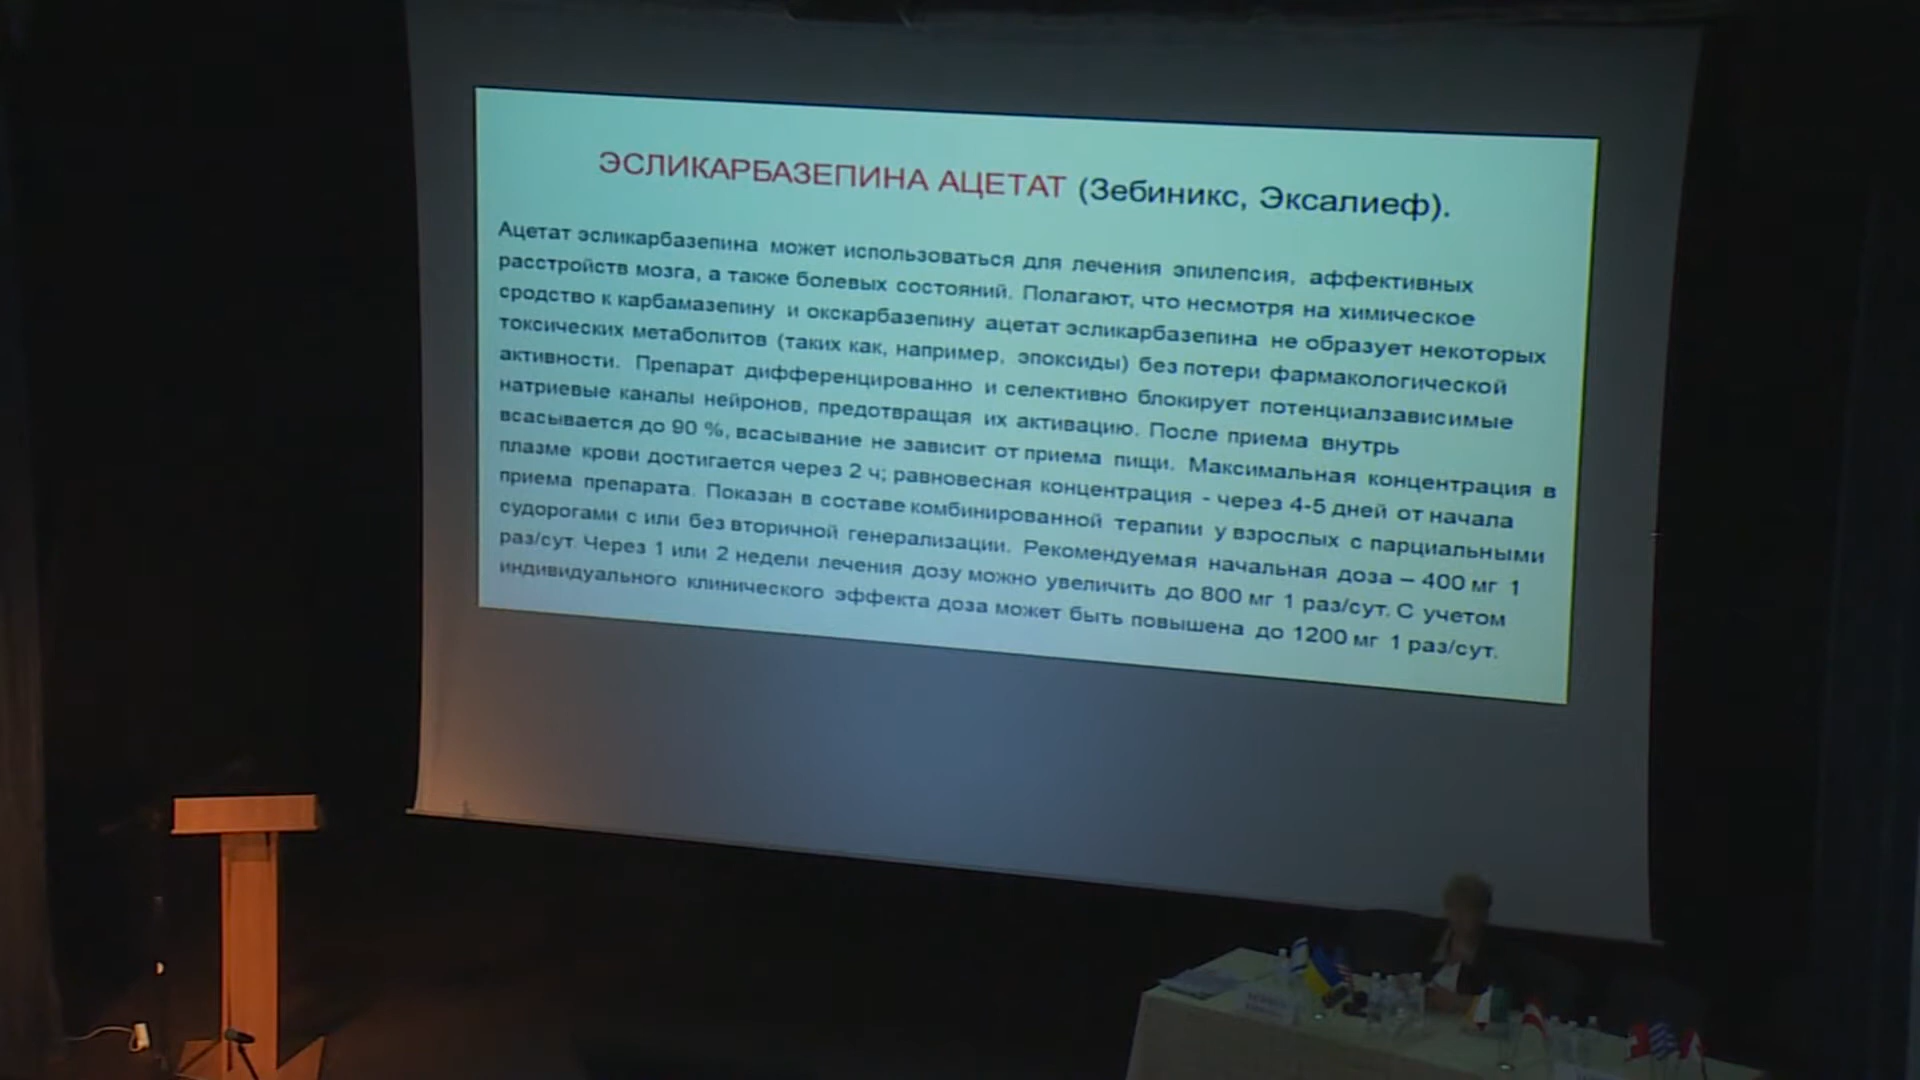 ЭСЛИКАРБАЗЕПИНА АЦЕТАТ (Зебиникс, Эксалиеф).
Ацетат эсликарбазепина может использоваться для лечения эпилепсия, аффективных
расстройств мозга, а также болевых состояний. Полагают, что несмотря на химическое
сродство к карбамазепину и окскарбазепину ацетат эсликарбазепина не образует некоторых
токсических метаболитов (таких как, например, эпоксиды) без потери фармакологической
активности. Препарат дифференцированно и селективно блокирует потенциалзависимые
натриевые каналы нейронов, предотвращая их активацию. После приема внутрь
всасывается до 90 %, всасывание не зависит от приема пищи. Максимальная концентрация в
плазме крови достигается через 2 ч; равновесная концентрация - через 4-5 дней от начала
приема препарата. Показан в составе комбинированной терапии у взрослых с парциальными
судорогами с или без вторичной генерализации. Рекомендуемая начальная доза – 400 мг 1
раз/сут. Через 1 или 2 недели лечения дозу можно увеличить до 800 мг 1 раз/сут. С учетом
индивидуального клинического эффекта доза может быть повышена до 1200 мг 1 раз/сут.